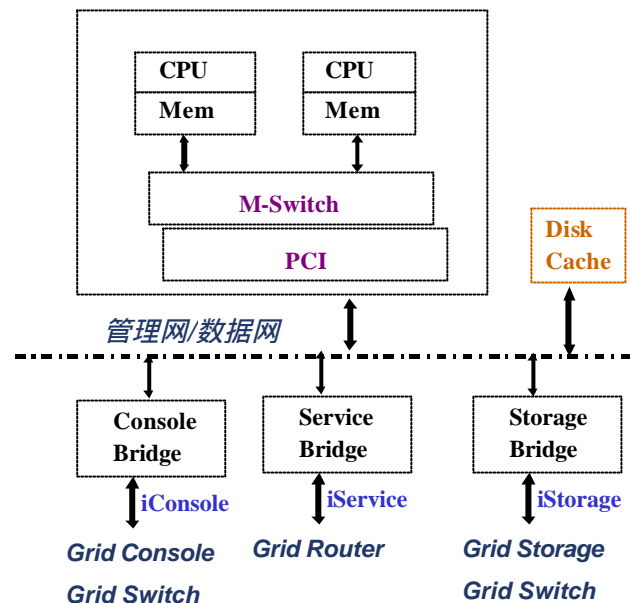 CPU
Mem
CPU
Mem
M-Switch
PCI
Disk
Cache
管理网/数据网
Console
Bridge
Service
Bridge
Storage
Bridge
iConsole
iService
iStorage
Grid Console
Grid Switch
Grid Router
Grid Storage
Grid Switch